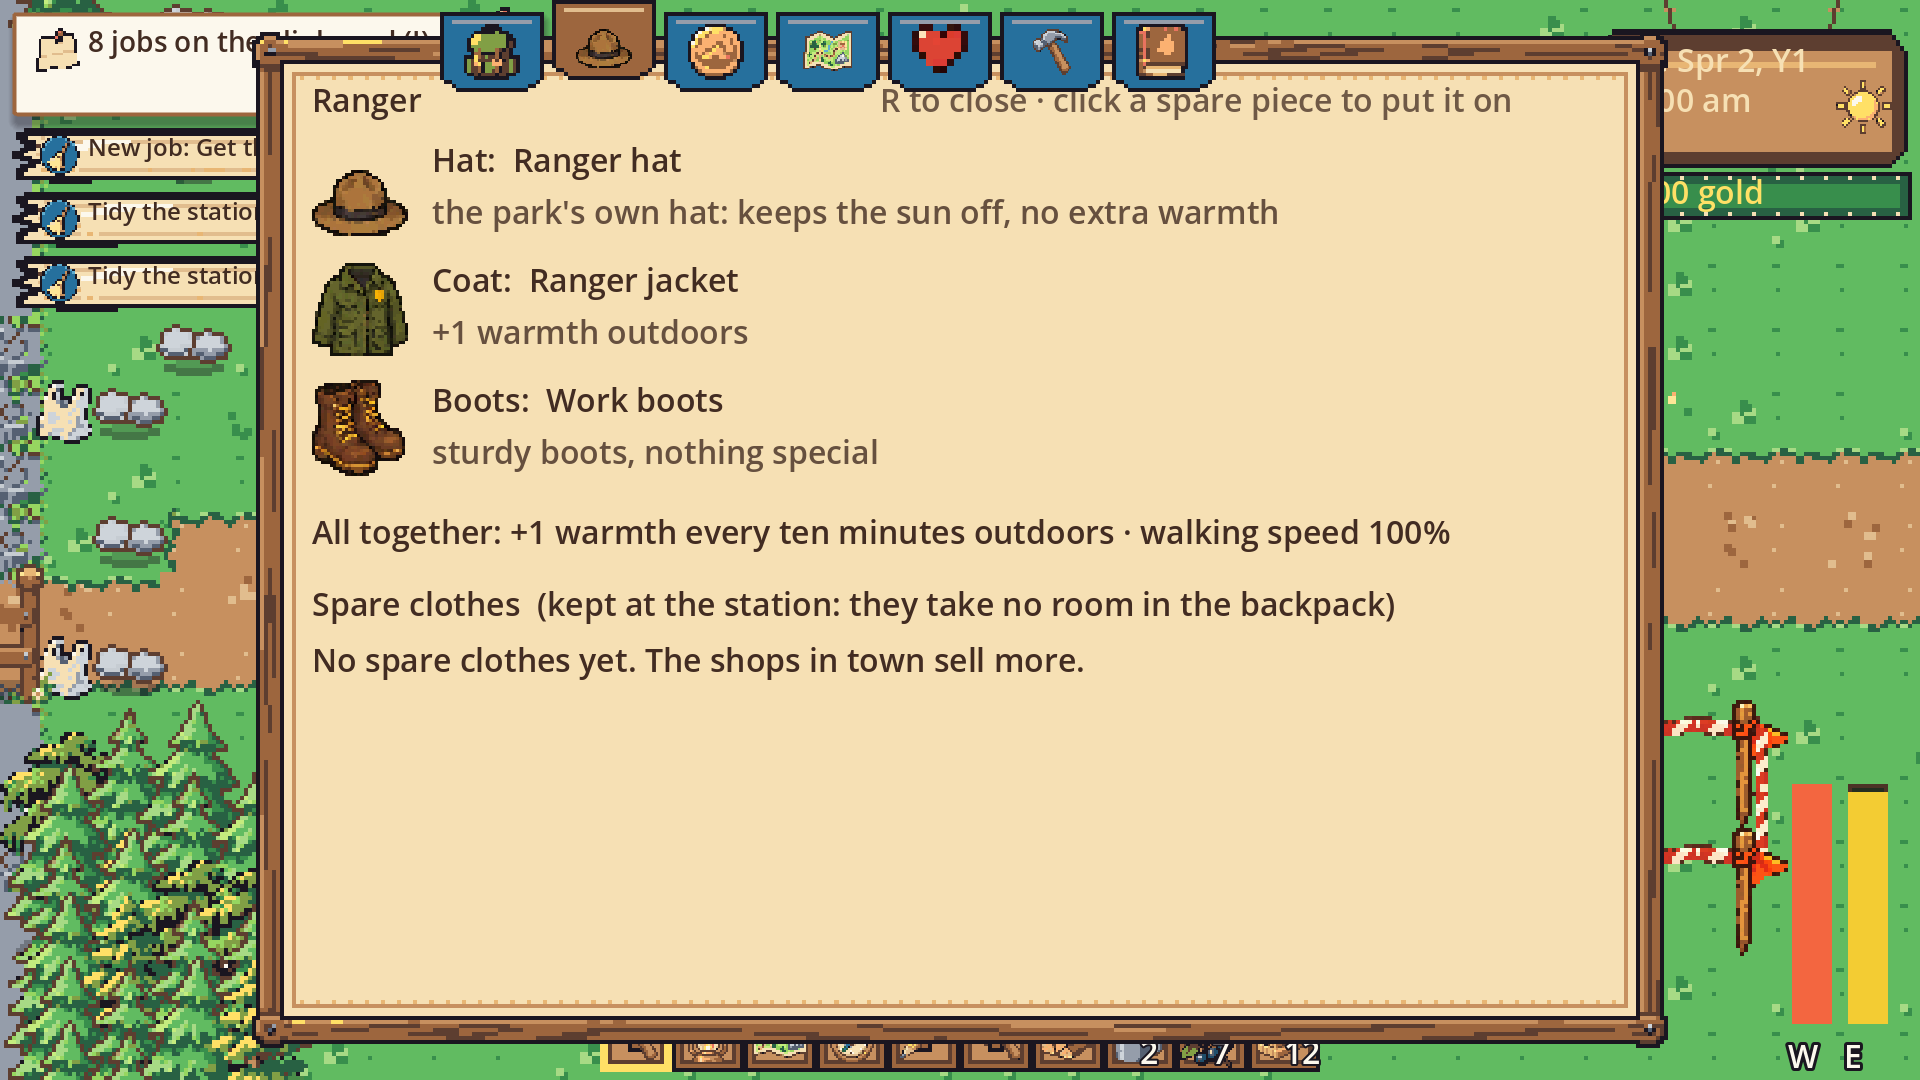 8 jobs on the
New job: Get t
Tidy the statio
Tidy the statio
Spr 2, Y1
00 am
00 gold
Ranger
R to close · click a spare piece to put it on
Hat: Ranger hat
the park's own hat: keeps the sun off, no extra warmth
Coat: Ranger jacket
+1 warmth outdoors
Boots: Work boots
sturdy boots, nothing special
All together: +1 warmth every ten minutes outdoors · walking speed 100%
Spare clothes (kept at the station: they take no room in the backpack)
No spare clothes yet. The shops in town sell more.
2 7 12
W E